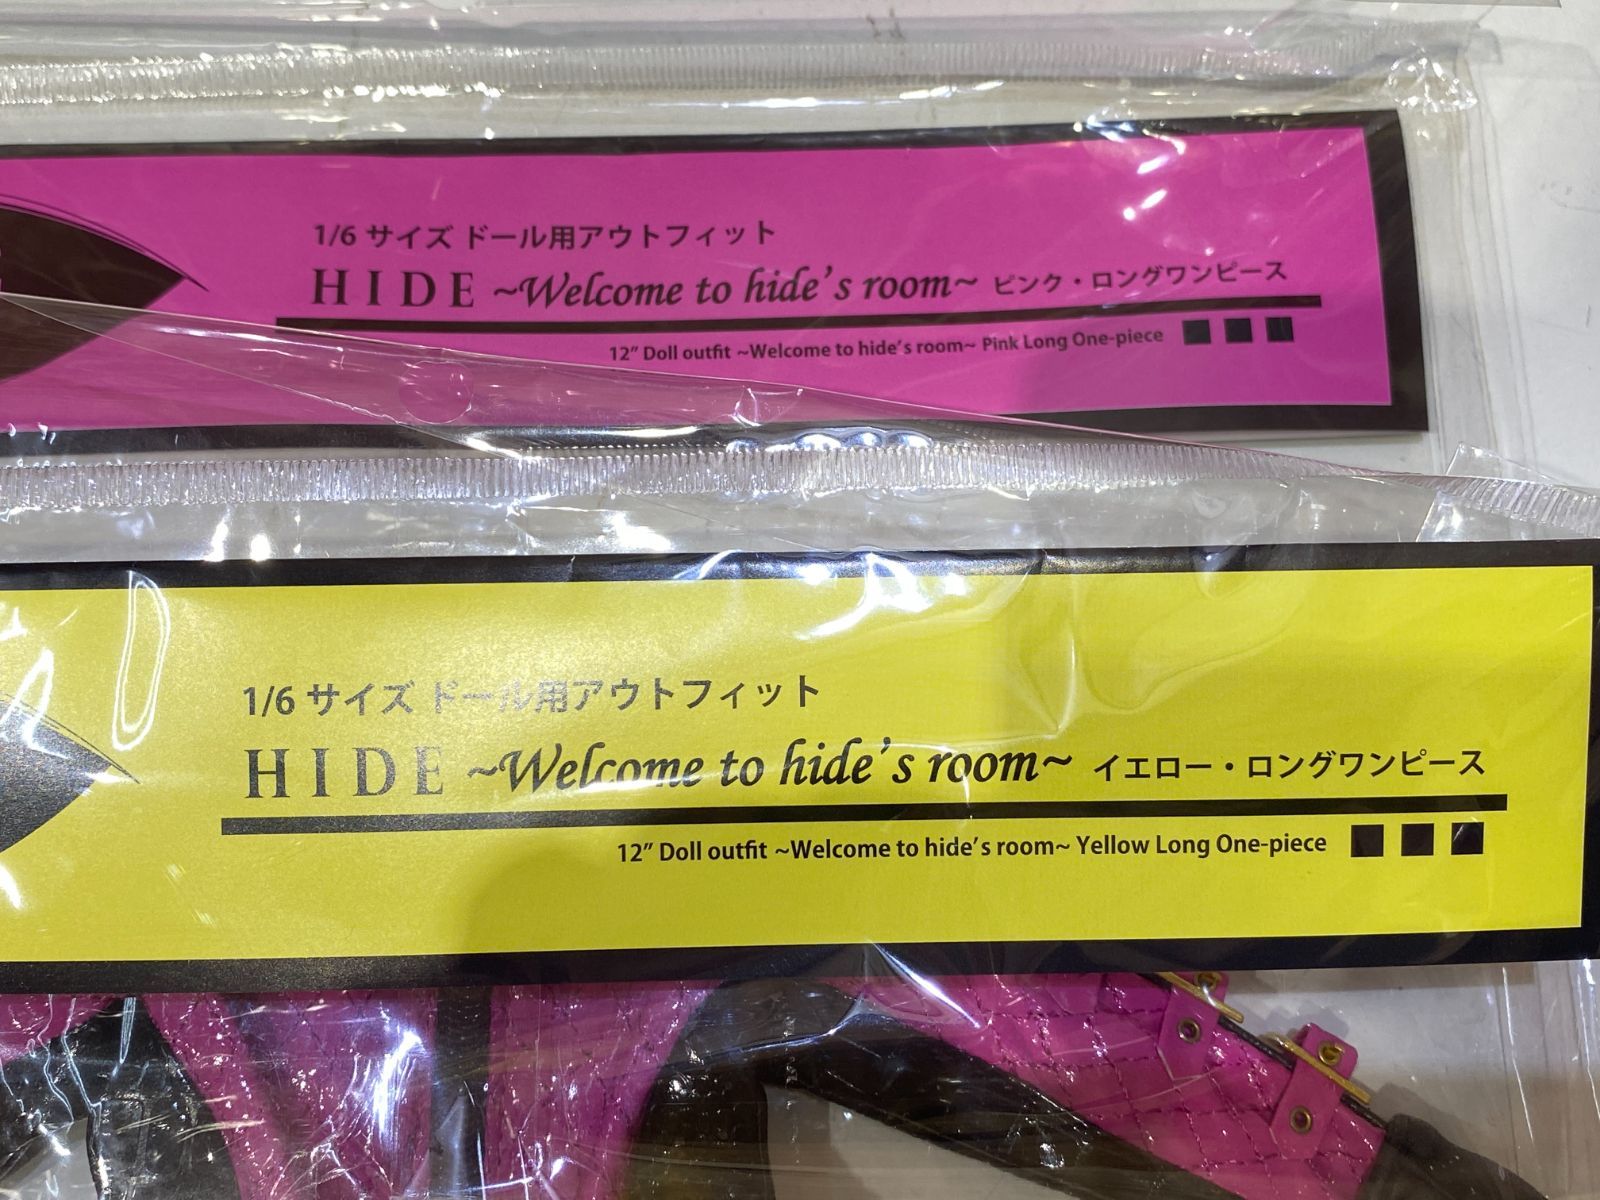 1/6 サイズ ドール用アウトフィット
HIDE ~Welcome to hide's room~ ピンク・ロングワンピース
12" Doll outfit ~Welcome to hide's room~ Pink Long One-piece ■ ■ ■
1/6 サイズ ドール用アウトフィット
HIDE ~Welcome to hide's room~ イエロー・ロングワンピース
12" Doll outfit ~Welcome to hide's room~ Yellow Long One-piece ■ ■ ■